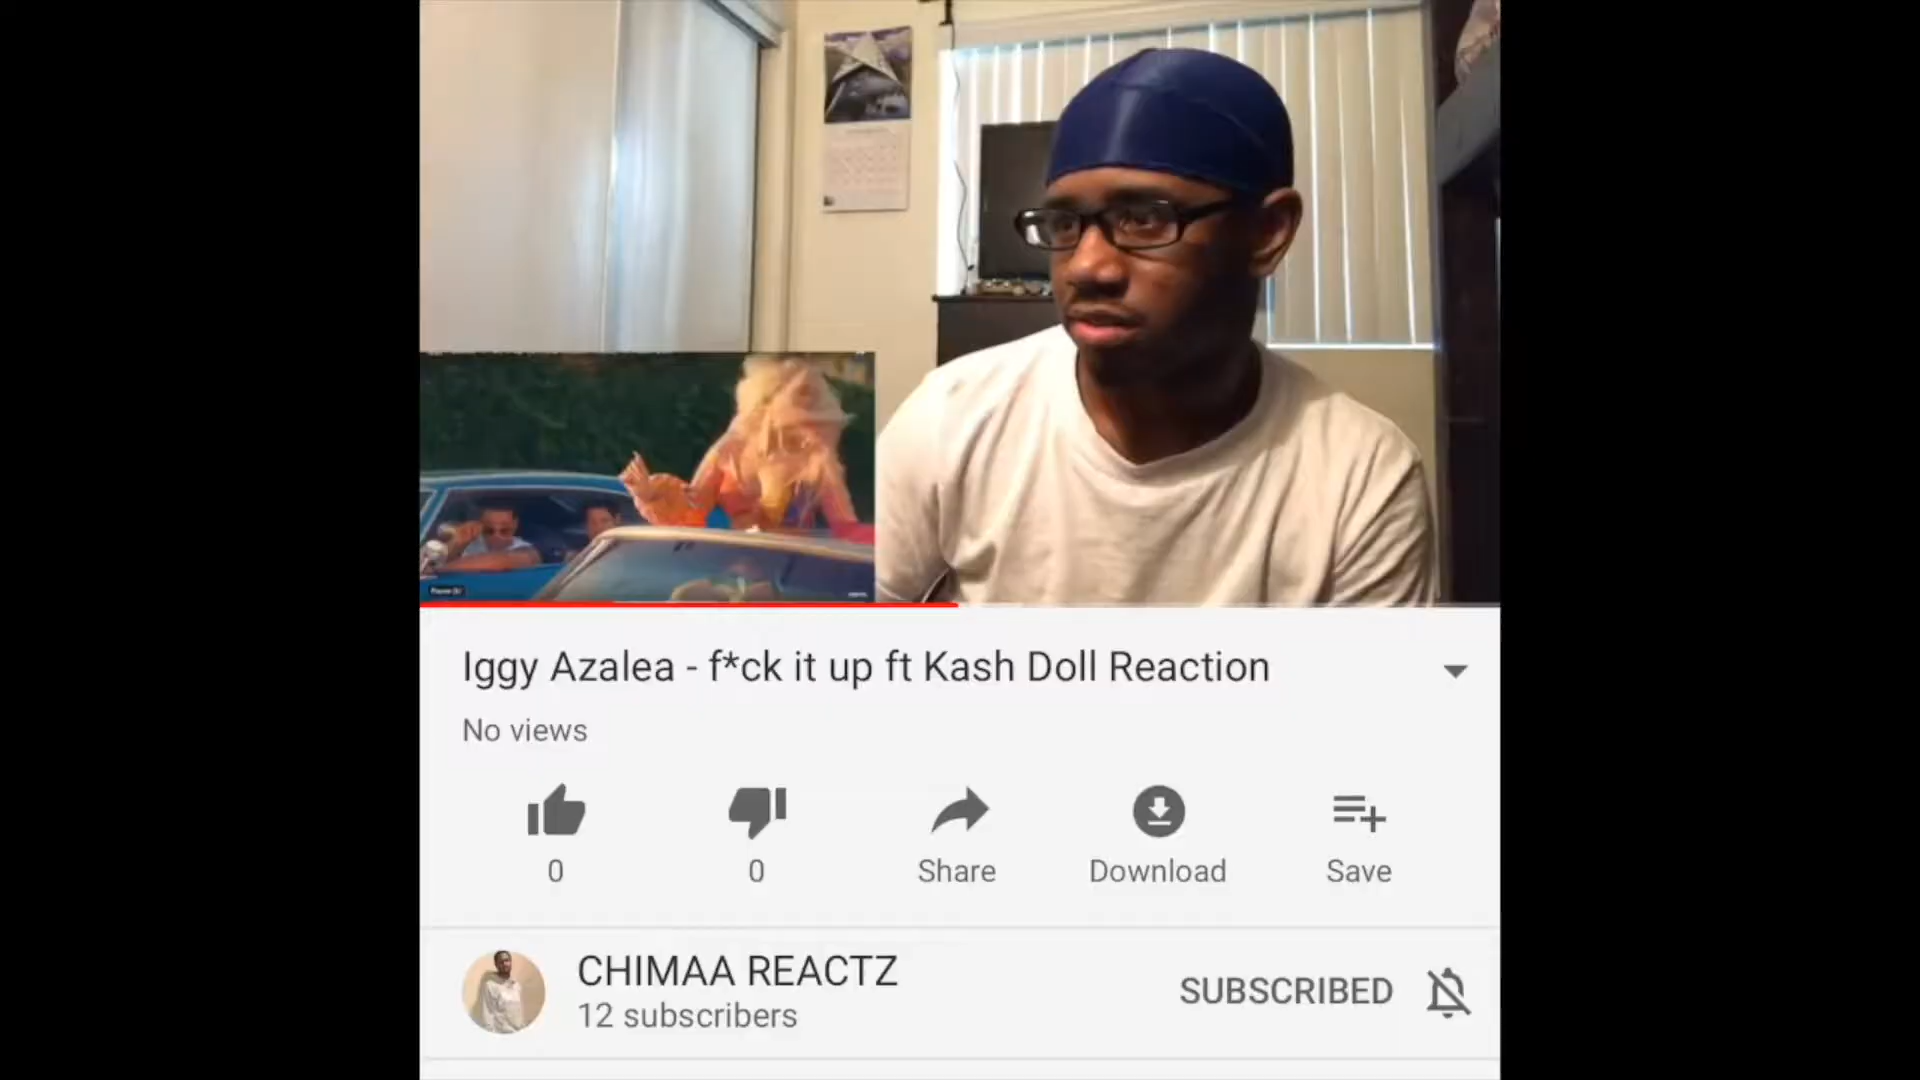 Iggy Azalea - f*ck it up ft Kash Doll Reaction
No views
0
0
Share
Download
Save
CHIMAA REACTZ
12 subscribers
SUBSCRIBED